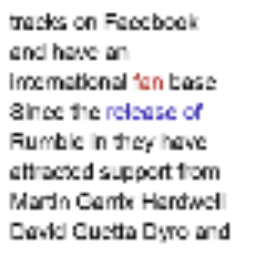 tracks on Facebook
and have an
international fan base
Since the release of
Rumble in they have
attracted support from
Martin Garrix Hardwell
David Guetta Dyro and